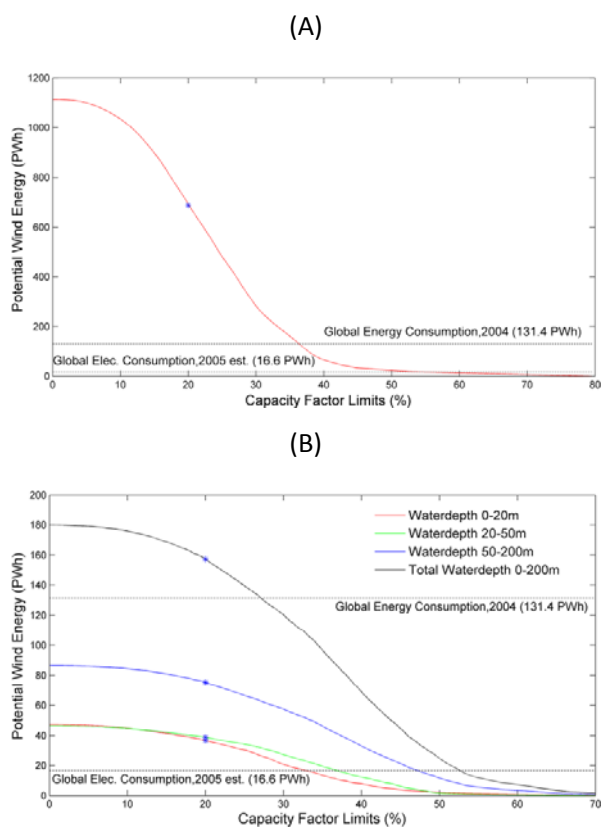 (A)
1200
1000
800
600
400
200
0
Potential Wind Energy (PWh)
Global Energy Consumption,2004 (131.4 PWh)
Global Elec. Consumption,2005 est. (16.6 PWh)
0 10 20 30 40 50 60 70 80
Capacity Factor Limits (%)
(B)
200
180
160
140
120
100
80
60
40
20
0
Potential Wind Energy (PWh)
Waterdepth 0-20m
Waterdepth 20-50m
Waterdepth 50-200m
Total Waterdepth 0-200m
Global Energy Consumption,2004 (131.4 PWh)
Global Elec. Consumption,2005 est. (16.6 PWh)
0 10 20 30 40 50 60 70
Capacity Factor Limits (%)